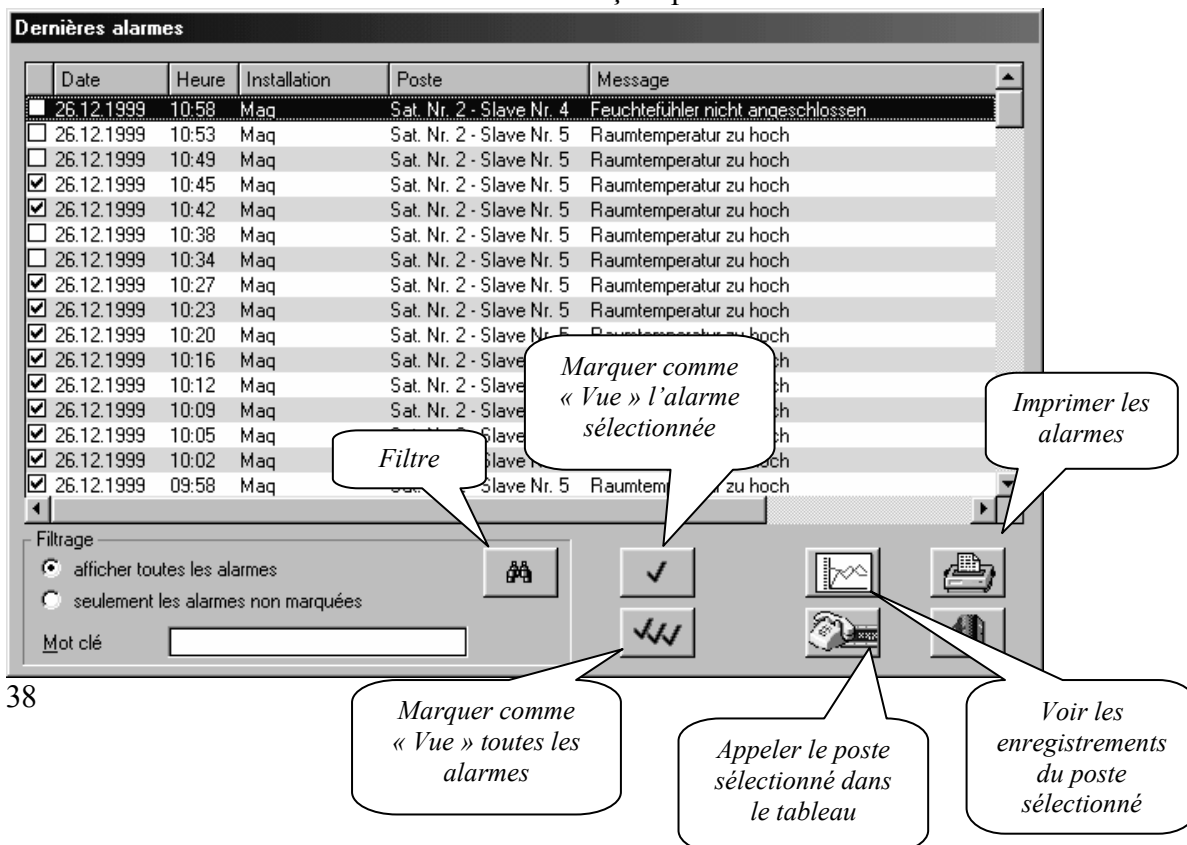 Dernières alarmes
Date Heure Installation Poste Message
26.12.1999 10:58 Maq Sat. Nr. 2 - Slave Nr. 4 Feuchtefühler nicht angeschlossen
26.12.1999 10:53 Maq Sat. Nr. 2 - Slave Nr. 5 Raumtemperatur zu hoch
26.12.1999 10:49 Maq Sat. Nr. 2 - Slave Nr. 5 Raumtemperatur zu hoch
26.12.1999 10:45 Maq Sat. Nr. 2 - Slave Nr. 5 Raumtemperatur zu hoch
26.12.1999 10:42 Maq Sat. Nr. 2 - Slave Nr. 5 Raumtemperatur zu hoch
26.12.1999 10:38 Maq Sat. Nr. 2 - Slave Nr. 5 Raumtemperatur zu hoch
26.12.1999 10:34 Maq Sat. Nr. 2 - Slave Nr. 5 Raumtemperatur zu hoch
26.12.1999 10:27 Maq Sat. Nr. 2 - Slave Nr. 5 Raumtemperatur zu hoch
26.12.1999 10:23 Maq Sat. Nr. 2 - Slave Nr. 5 Raumtemperatur zu hoch
26.12.1999 10:20 Maq Sat. Nr. 2 - Slave Nr. 5 Raumtemperatur zu hoch
26.12.1999 10:16 Maq Sat. Nr. 2 - Slave
26.12.1999 10:12 Maq Sat. Nr. 2 - Slave
26.12.1999 10:09 Maq Sat. Nr. 2 - Slave
26.12.1999 10:05 Maq Slave
26.12.1999 10:02 Maq Slave
26.12.1999 09:58 Maq Slave Nr. 5 zu hoch
Marquer comme
« Vue » l'alarme
sélectionnée
Imprimer les
alarmes
Filtre
Filtrage
afficher toutes les alarmes
seulement les alarmes non marquées
Mot clé
38
Marquer comme
« Vue » toutes les
alarmes
Appeler le poste
sélectionné dans
le tableau
Voir les
enregistrements
du poste
sélectionné